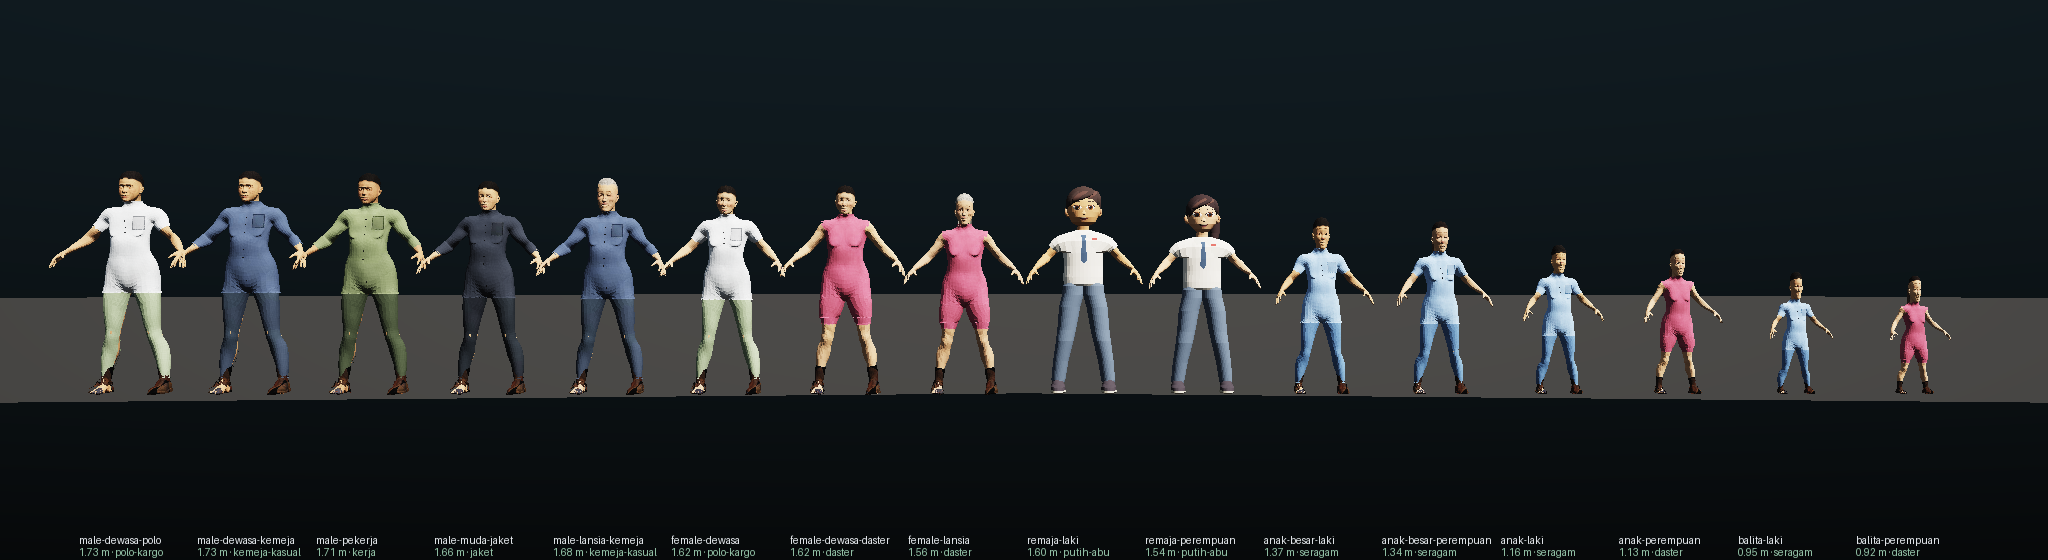 male-dewasa-polo
1.73 m·polo-kargo
male-dewasa-kemeja
1.73 m·kemeja-kasual
male-pekerja
1.71 m·kerja
male-muda-jaket
1.66 m·jaket
male-lansia-kemeja
1.68 m·kemeja-kasual
female-dewasa
1.62 m·polo-kargo
female-dewasa-daster
1.62 m·daster
female-lansia
1.56 m·daster
remaja-laki
1.60 m·putih-abu
remaja-perempuan
1.54 m·putih-abu
anak-besar-laki
1.37 m·seragam
anak-besar-perempuan
1.34 m·seragam
anak-laki
1.16 m·seragam
anak-perempuan
1.13 m·daster
balita-laki
0.95 m·seragam
balita-perempuan
0.92 m·daster